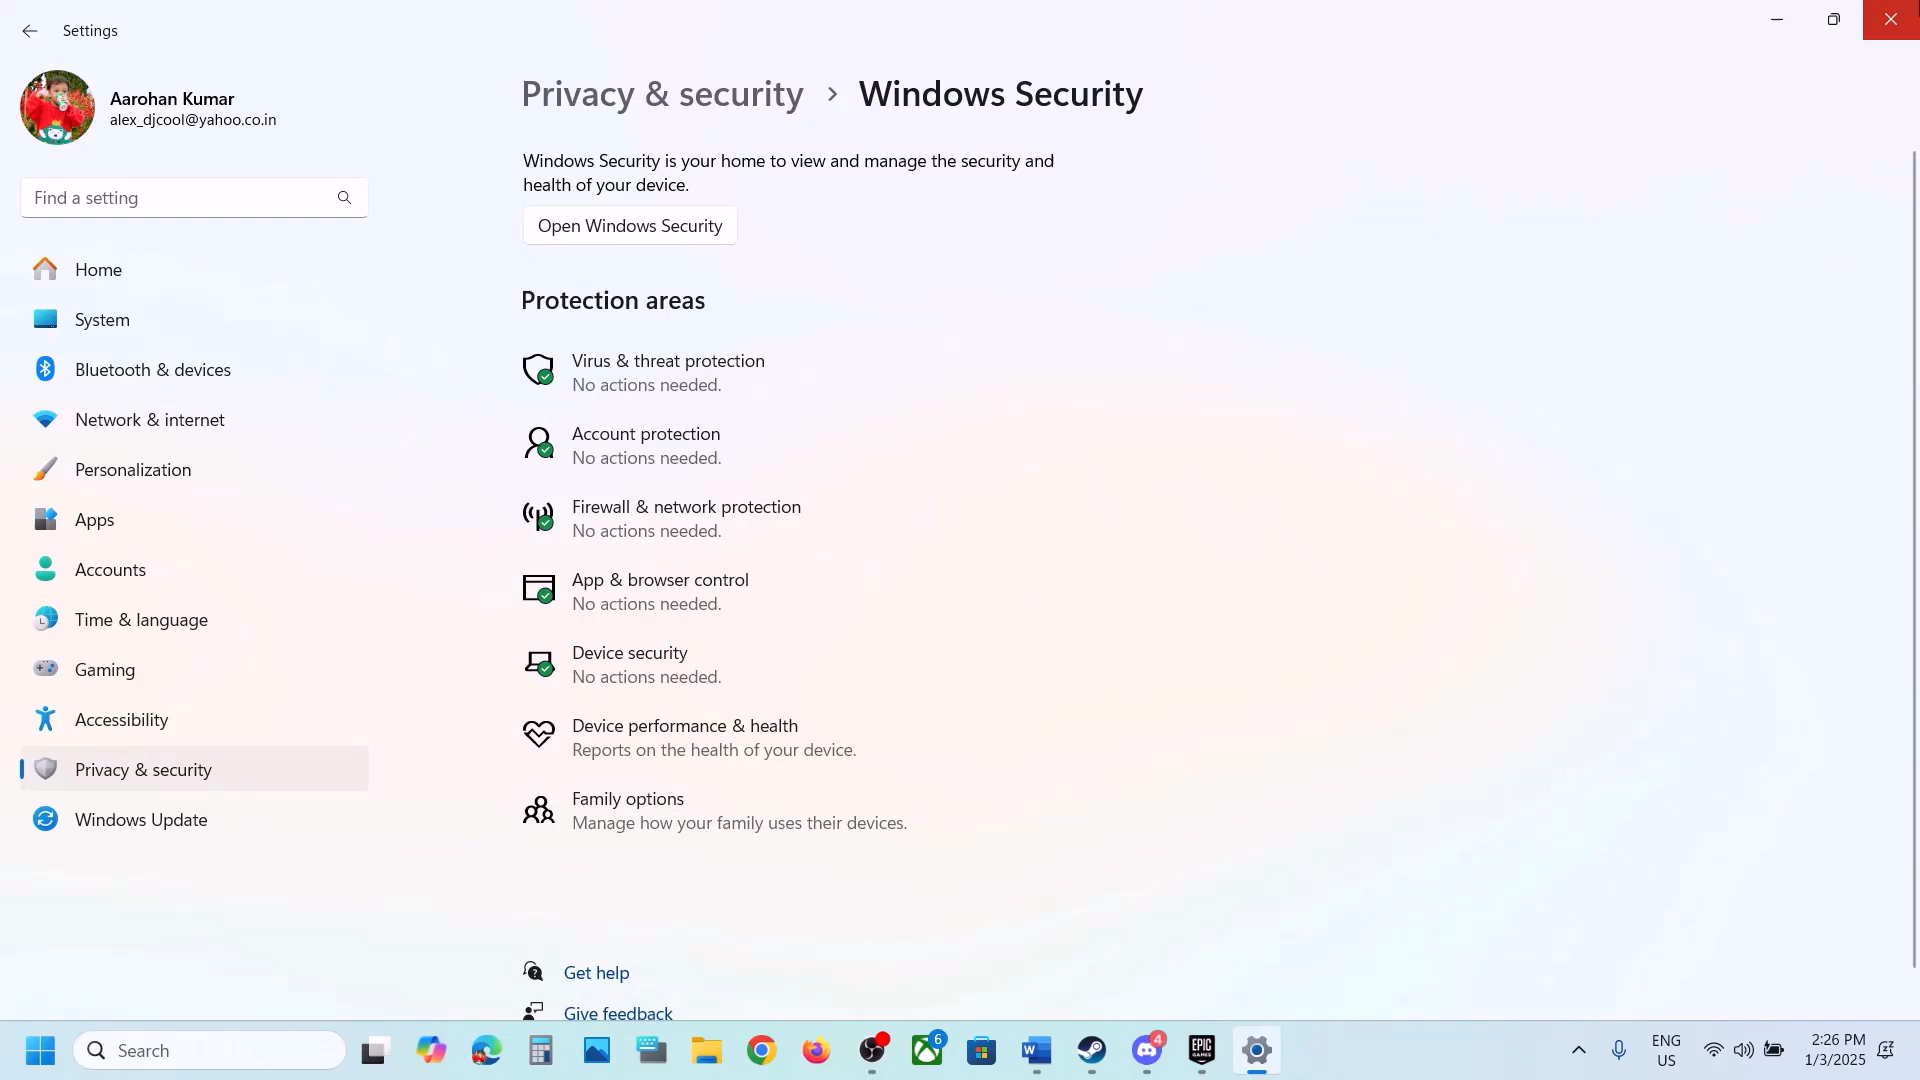 Settings
Aarohan Kumar
alex_djcool@yahoo.co.in
Find a setting
Home
System
Bluetooth & devices
Network & internet
Personalization
Apps
Accounts
Time & language
Gaming
Accessibility
Privacy & security
Windows Update
Privacy & security > Windows Security
Windows Security is your home to view and manage the security and
health of your device.
Open Windows Security
Protection areas
Virus & threat protection
No actions needed.
Account protection
No actions needed.
Firewall & network protection
No actions needed.
App & browser control
No actions needed.
Device security
No actions needed.
Device performance & health
Reports on the health of your device.
Family options
Manage how your family uses their devices.
Get help
Give feedback
Search
6
4
EPIC
GAMES
ENG
US
2:26 PM
1/3/2025